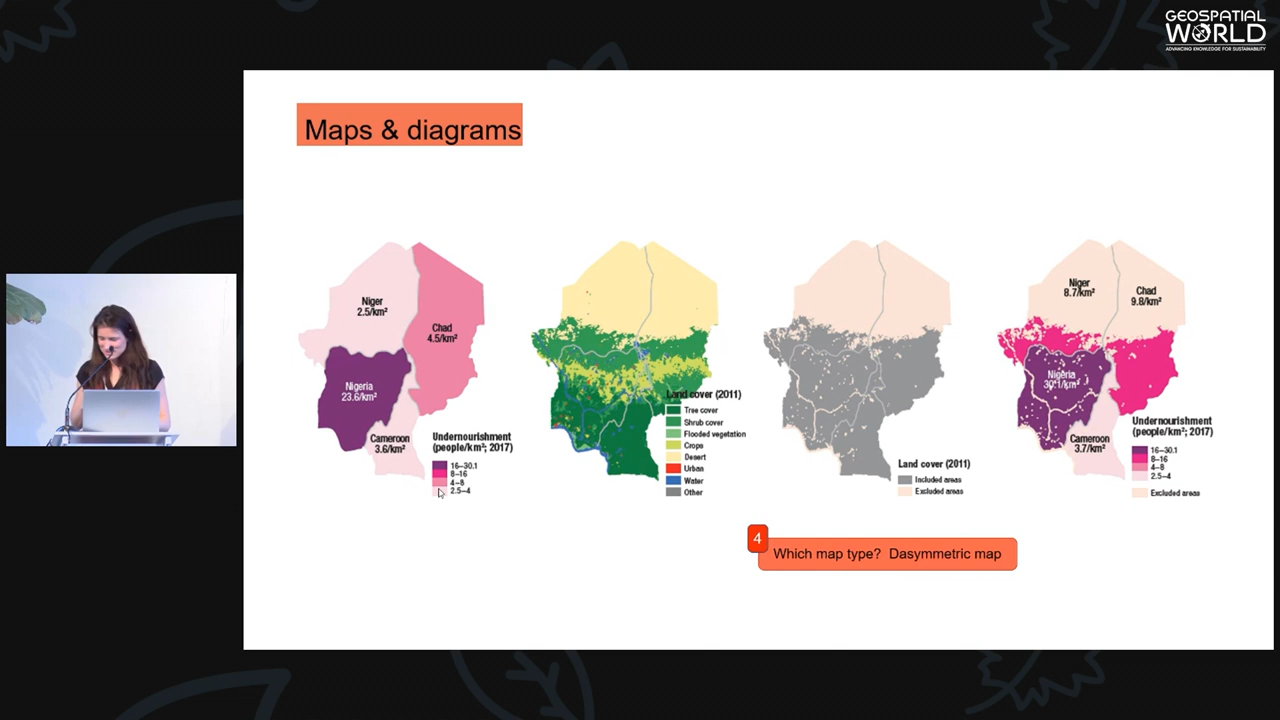 GEOSPATIAL
WORLD
ADVANCING KNOWLEDGE FOR SUSTAINABILITY
Maps & diagrams
Niger
2.5/km²
Chad
4.5/km²
Nigeria
23.6/km²
Cameroon
3.6/km²
Undernourishment
(people/km²; 2017)
16–30.1
8–16
4–8
2.5–4
Land cover (2011)
Tree cover
Shrub cover
Flooded vegetation
Crops
Desert
Urban
Water
Other
Land cover (2011)
Included areas
Excluded areas
Niger
8.7/km²
Chad
9.8/km²
Nigeria
30.1/km²
Cameroon
3.7/km²
Undernourishment
(people/km²; 2017)
16–30.1
8–16
4–8
2.5–4
Excluded areas
4
Which map type? Dasymmetric map